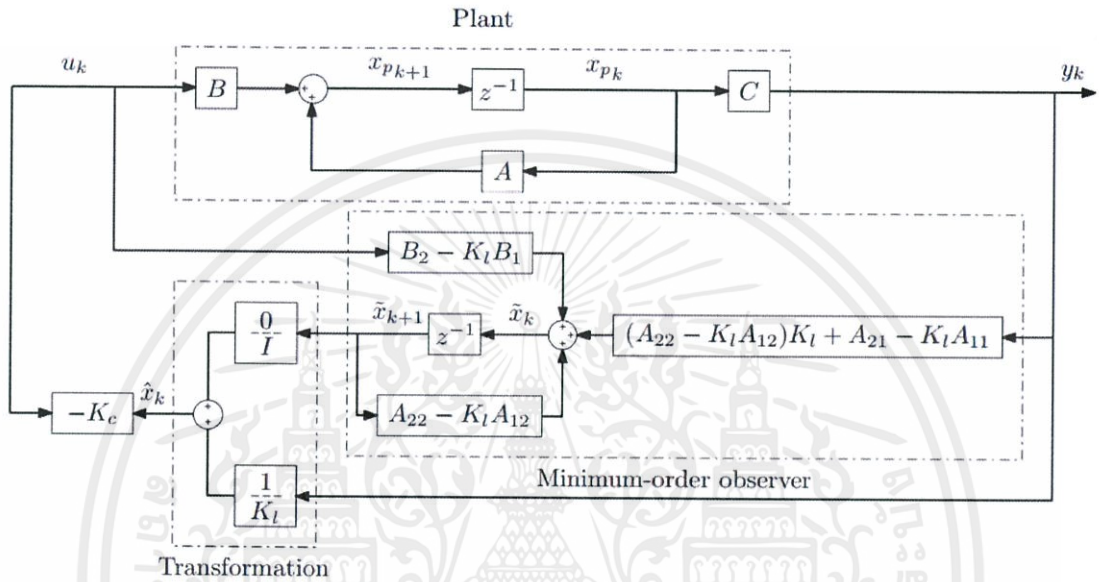 Plant
u_k
B
+
+
x_{p_{k+1}}
z^{-1}
x_{p_k}
C
y_k
A
B_2 − K_l B_1
0
I
x̃_{k+1}
z^{-1}
x̃_k
+
+
(A_{22} − K_l A_{12})K_l + A_{21} − K_l A_{11}
−K_c
x̂_k
+
+
A_{22} − K_l A_{12}
1
K_l
Minimum-order observer
Transformation